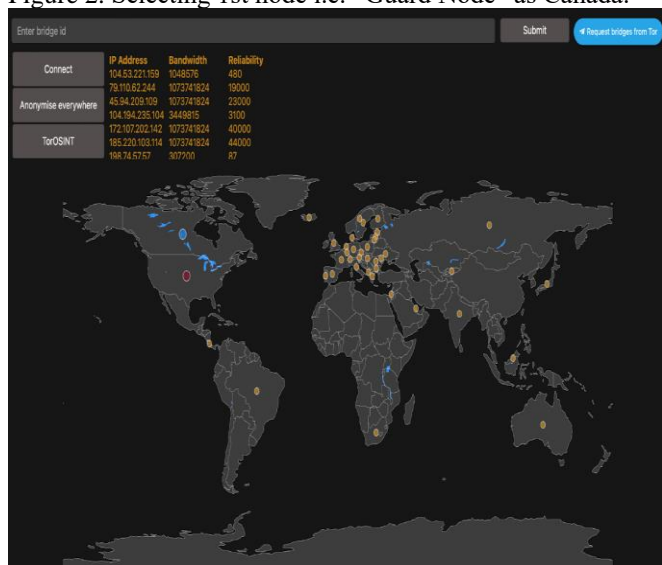 Figure 2. Selecting 1st node i.e. "Guard Node" as Canada.
Enter bridge id
Submit
Request bridges from Tor
Connect
Anonymise everywhere
TorOSINT
IP Address Bandwidth Reliability
104.53.221.159 1048576 480
79.110.62.244 1073741824 19000
45.94.209.109 1073741824 23000
104.194.235.104 3449815 3100
172.107.202.142 1073741824 40000
185.220.103.114 1073741824 44000
198.74.57.57 307200 87